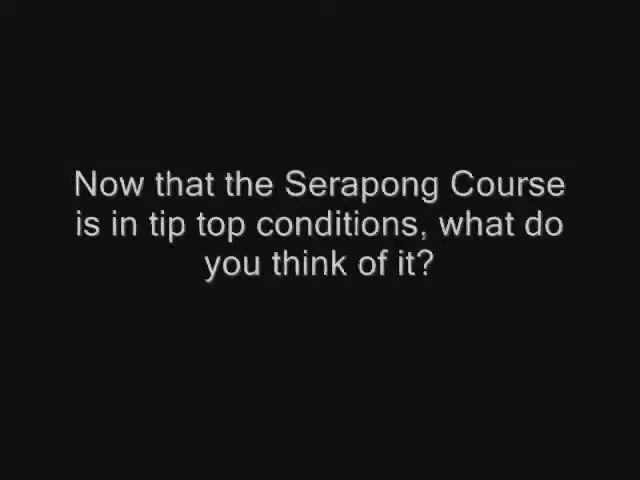 Now that the Serapong Course
is in tip top conditions, what do
you think of it?